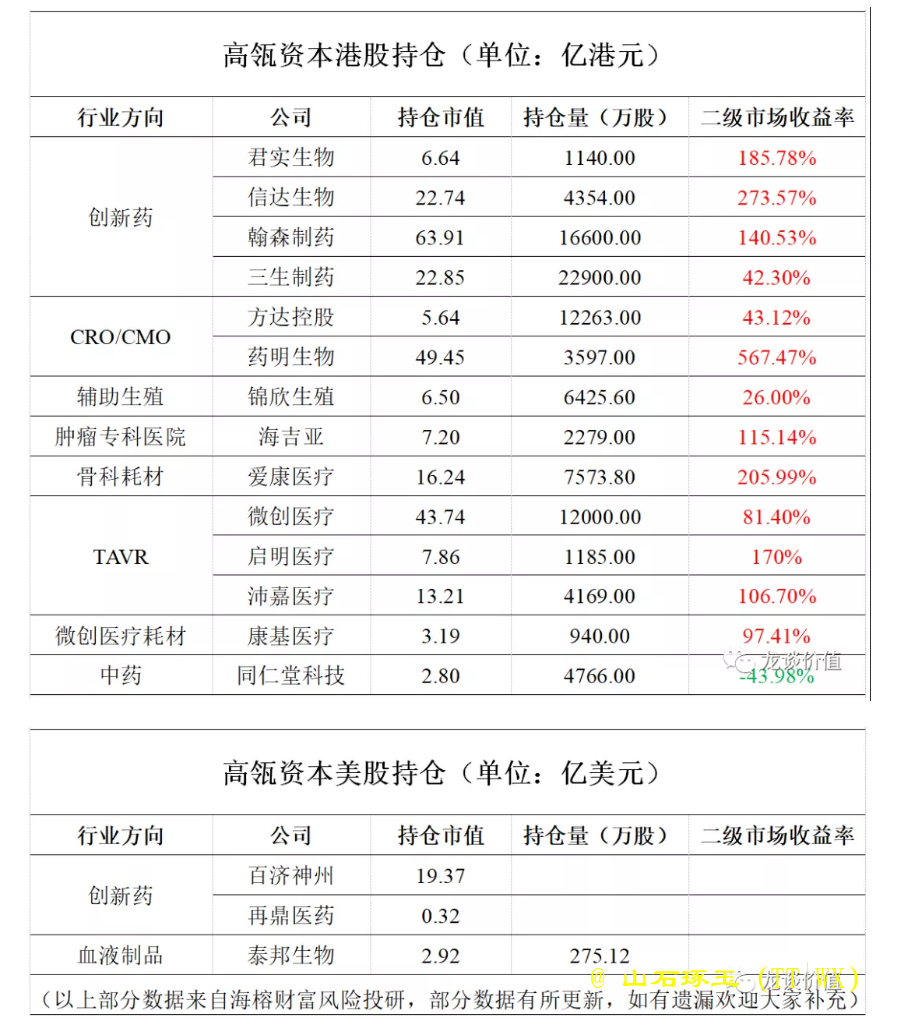 高瓴资本港股持仓（单位：亿港元）
行业方向 公司 持仓市值 持仓量（万股） 二级市场收益率
创新药 君实生物 6.64 1140.00 185.78%
信达生物 22.74 4354.00 273.57%
翰森制药 63.91 16600.00 140.53%
三生制药 22.85 22900.00 42.30%
CRO/CMO 方达控股 5.64 12263.00 43.12%
药明生物 49.45 3597.00 567.47%
辅助生殖 锦欣生殖 6.50 6425.60 26.00%
肿瘤专科医院 海吉亚 7.20 2279.00 115.14%
骨科耗材 爱康医疗 16.24 7573.80 205.99%
TAVR 微创医疗 43.74 12000.00 81.40%
启明医疗 7.86 1185.00 170%
沛嘉医疗 13.21 4169.00 106.70%
微创医疗耗材 康基医疗 3.19 940.00 97.41%
龙谈价值
中药 同仁堂科技 2.80 4766.00 -43.98%
高瓴资本美股持仓（单位：亿美元）
行业方向 公司 持仓市值 持仓量（万股） 二级市场收益率
创新药 百济神州 19.37
再鼎医药 0.32
血液制品 泰邦生物 2.92 275.12
@ 山石琢玉
龙谈价值
（以上部分数据来自海榕财富风险投研，部分数据有所更新，如有遗漏欢迎大家补充）